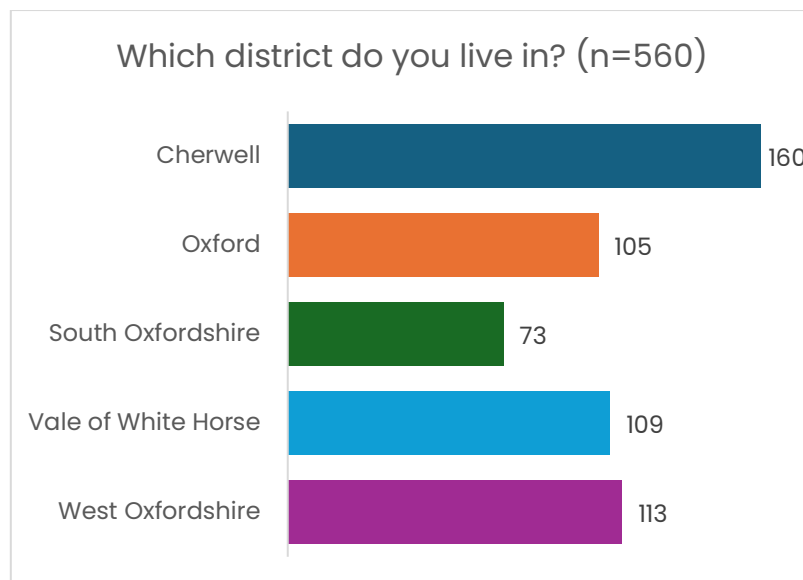 Which district do you live in? (n=560)
Cherwell 160
Oxford 105
South Oxfordshire 73
Vale of White Horse 109
West Oxfordshire 113